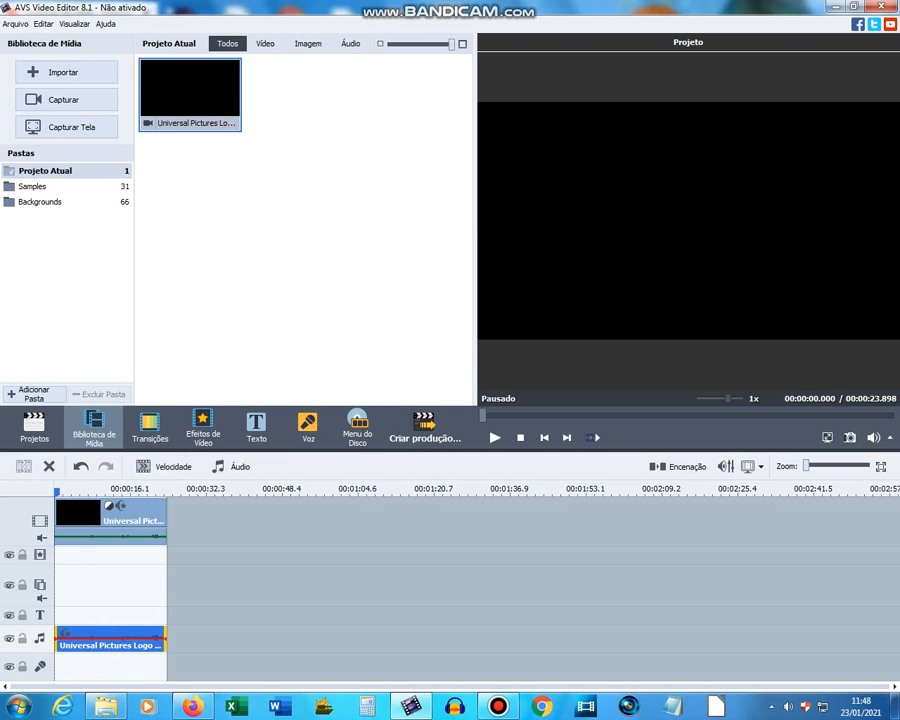 AVS Video Editor 8.1 - Não ativado
WWW.BANDICAM.COM
Arquivo Editar Visualizar Ajuda
Biblioteca de Mídia
Projeto Atual Todos Vídeo Imagem Áudio
Projeto
Importar
Capturar
Capturar Tela
Universal Pictures Lo...
Pastas
Projeto Atual 1
Samples 31
Backgrounds 66
Adicionar
Pasta
Excluir Pasta
Pausado 1x 00:00:00.000 / 00:00:23.898
Projetos
Biblioteca de
Mídia
Transições
Efeitos de
Vídeo
Texto
Voz
Menu do
Disco
Criar produção...
Velocidade Áudio Encenação Zoom:
00:00:16.1 00:00:32.3 00:00:48.4 00:01:04.6 00:01:20.7 00:01:36.9 00:01:53.1 00:02:09.2 00:02:25.4 00:02:41.5 00:02:57
Universal Pict...
T
Universal Pictures Logo ...
11:48
23/01/2021